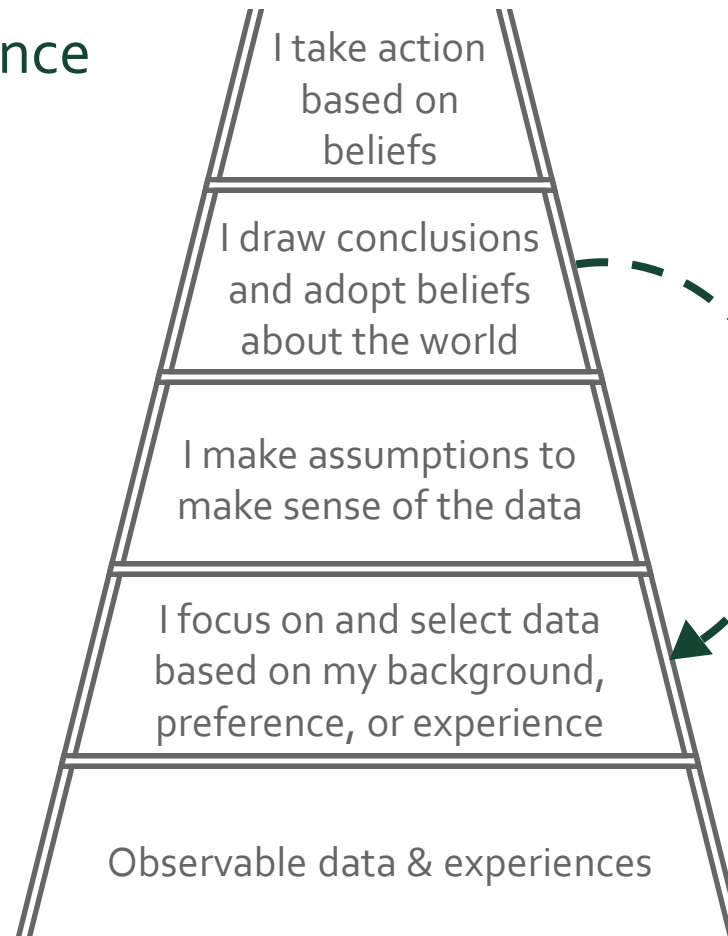 nce
I take action
based on
beliefs
I draw conclusions
and adopt beliefs
about the world
I make assumptions to
make sense of the data
I focus on and select data
based on my background,
preference, or experience
Observable data & experiences